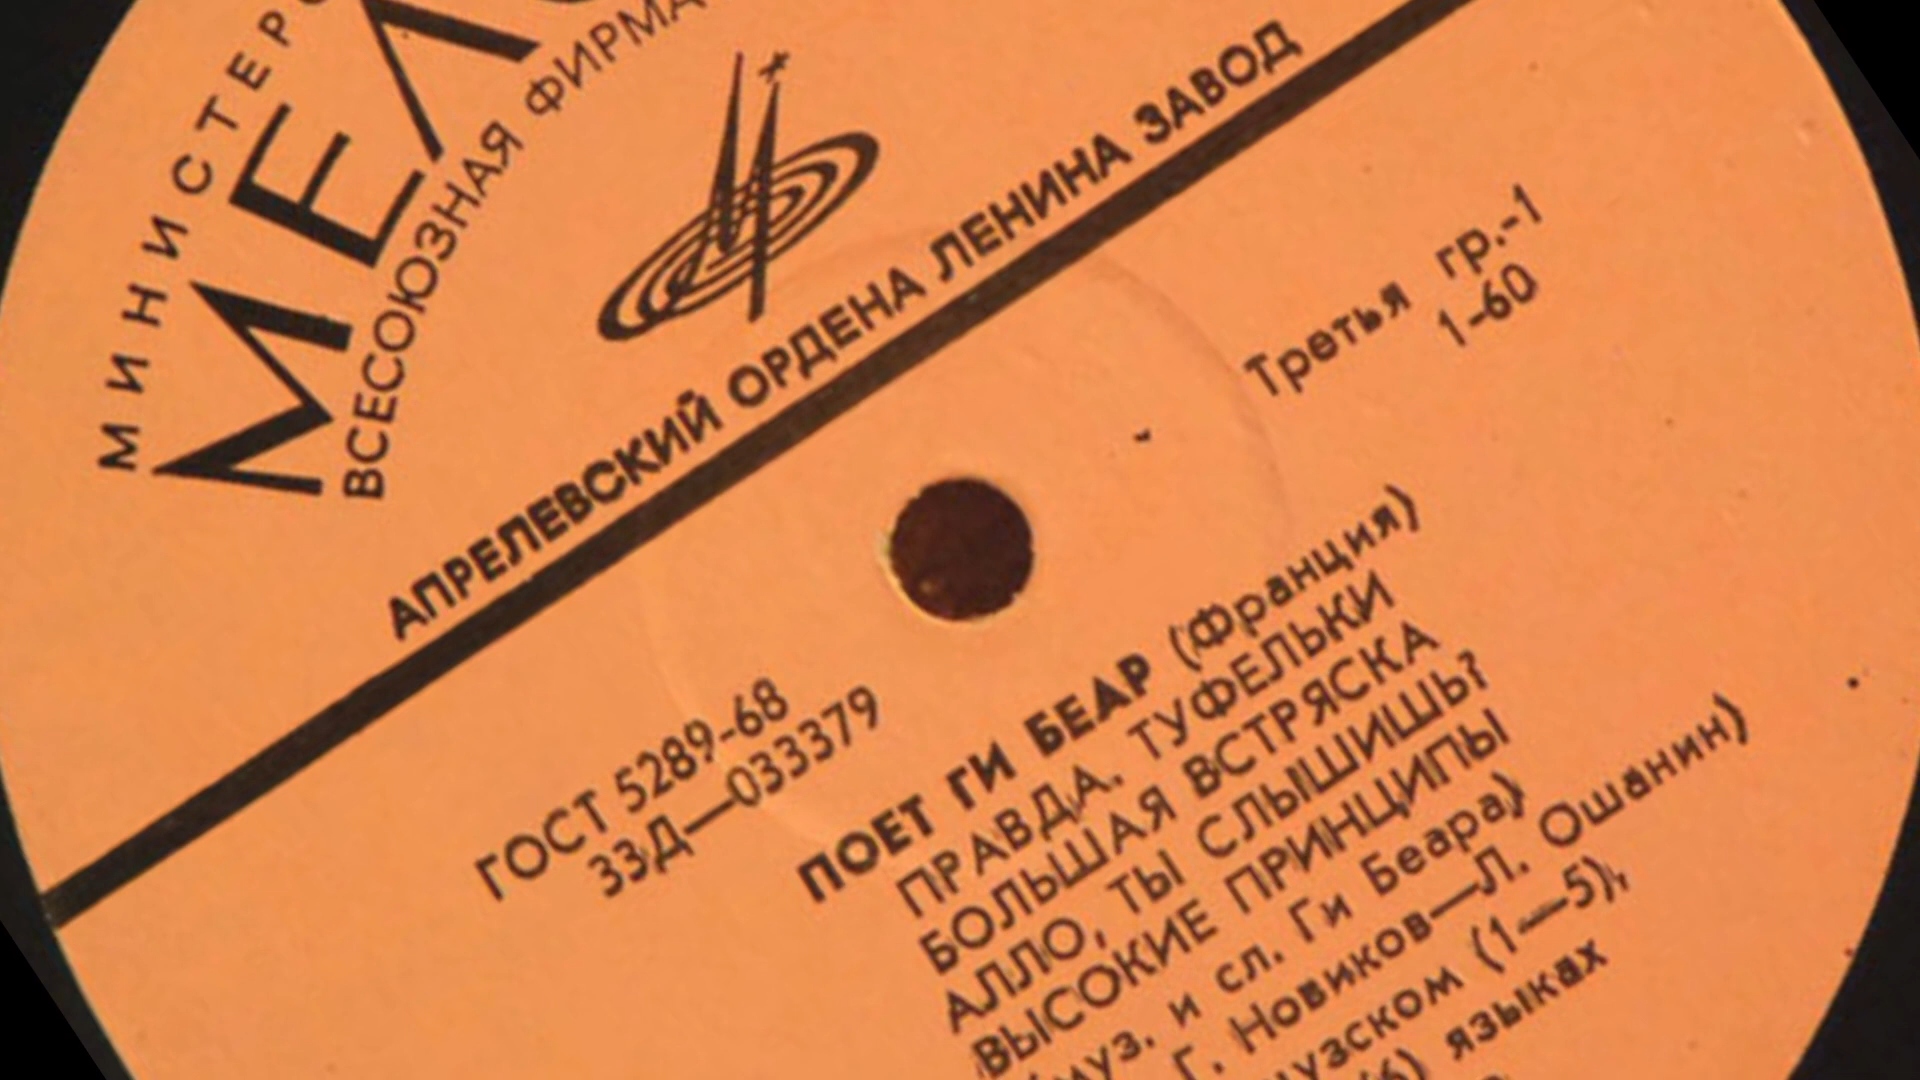 МИНИСТЕР
МЕЛ
ВСЕСОЮЗНАЯ ФИРМА
АПРЕЛЕВСКИЙ ОРДЕНА ЛЕНИНА ЗАВОД
Третья гр.-1
1-60
ГОСТ 5289-68
33Д—033379
ПОЕТ ГИ БЕАР (Франция)
ПРАВДА. ТУФЕЛЬКИ
БОЛЬШАЯ ВСТРЯСКА
АЛЛО, ТЫ СЛЫШИШЬ?
ВЫСОКИЕ ПРИНЦИПЫ
муз. и сл. Ги Беара)
Г. Новиков—Л. Ошанин)
узском (1—5),
(6) языках